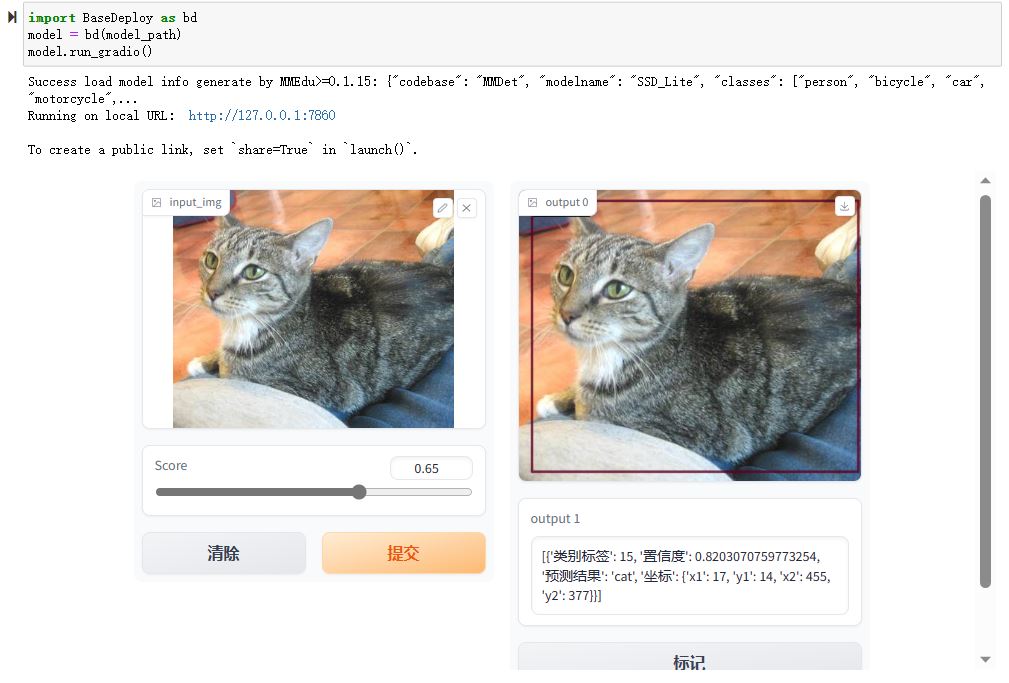 import BaseDeploy as bd
model = bd(model_path)
model.run_gradio()
Success load model info generate by MMEdu>=0.1.15: {"codebase": "MMDet", "modelname": "SSD_Lite", "classes": ["person", "bicycle", "car",
"motorcycle",...
Running on local URL:  http://127.0.0.1:7860
To create a public link, set `share=True` in `launch()`.
input_img
Score
0.65
清除
提交
output 0
output 1
[{'类别标签': 15, '置信度': 0.8203070759773254,
'预测结果': 'cat', '坐标': {'x1': 17, 'y1': 14, 'x2': 455,
'y2': 377}}]
标记